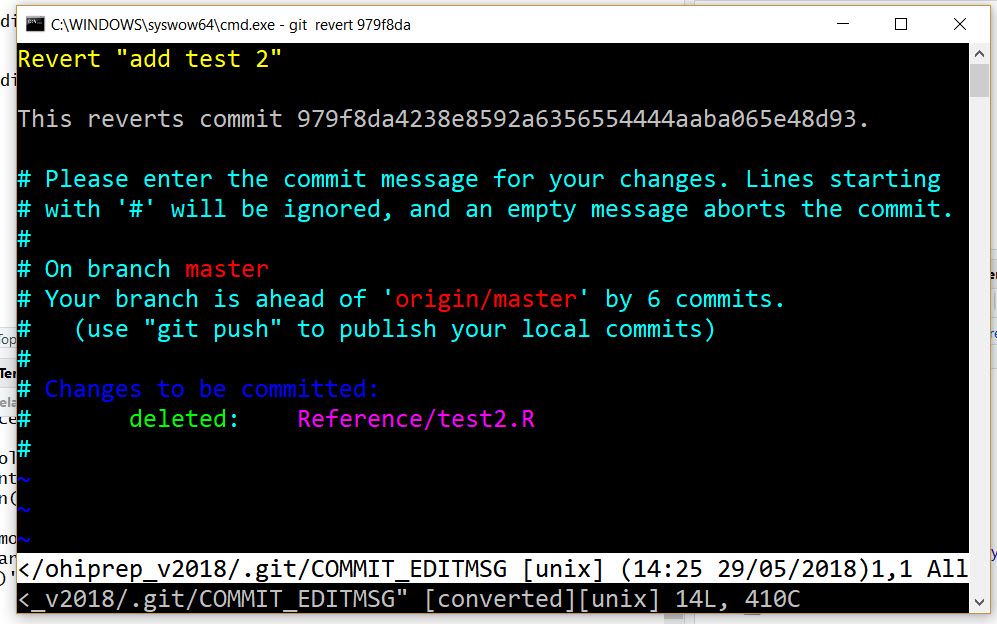 C:\WINDOWS\syswow64\cmd.exe - git  revert 979f8da
Revert "add test 2"
This reverts commit 979f8da4238e8592a6356554444aaba065e48d93.
# Please enter the commit message for your changes. Lines starting
# with '#' will be ignored, and an empty message aborts the commit.
#
# On branch master
# Your branch is ahead of 'origin/master' by 6 commits.
#   (use "git push" to publish your local commits)
#
# Changes to be committed:
#       deleted:    Reference/test2.R
#
~
~
~
</ohiprep_v2018/.git/COMMIT_EDITMSG [unix] (14:25 29/05/2018)1,1 All
<_v2018/.git/COMMIT_EDITMSG" [converted][unix] 14L, 410C